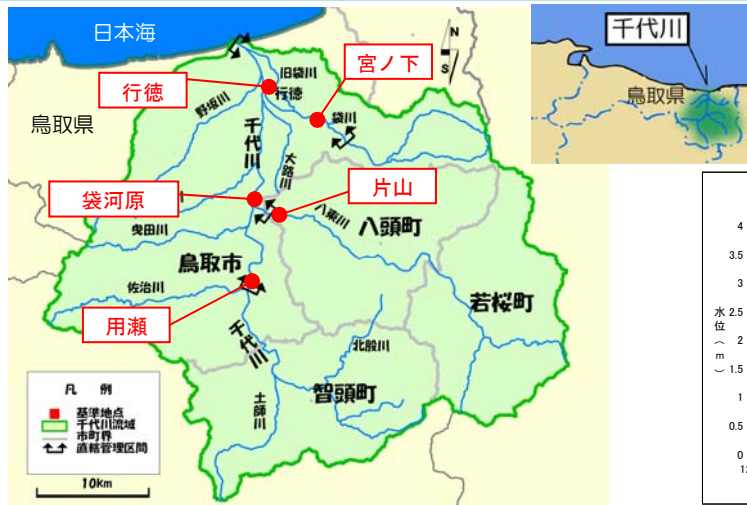 日本海
鳥取県
行徳
宮ノ下
旧袋川
行徳
野坂川
袋川
千代川
大路川
袋河原
片山
八東川
八頭町
曳田川
鳥取市
佐治川
若桜町
用瀬
千代川
北股川
智頭町
土師川
N
S
凡 例
基準地点
千代川流域
市町界
直轄管理区間
10km
千代川
鳥取県
4
3.5
3
水位(m)
2.5
2
1.5
1
0.5
0